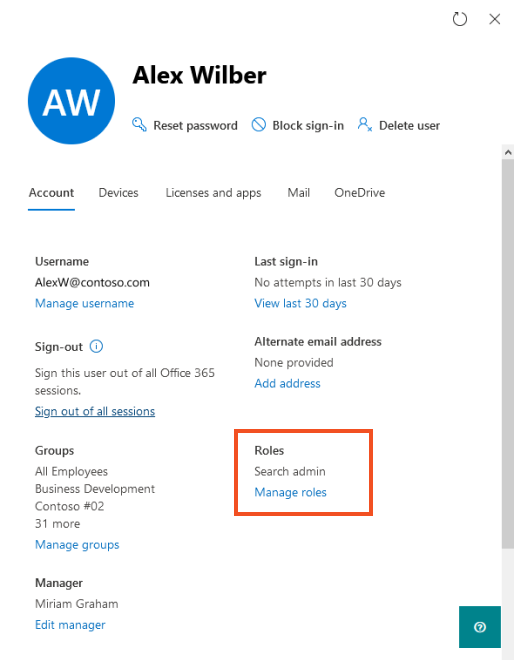 AW
Alex Wilber
Reset password Block sign-in Delete user
Account Devices Licenses and apps Mail OneDrive
Username
AlexW@contoso.com
Manage username
Last sign-in
No attempts in last 30 days
View last 30 days
Sign-out
Sign this user out of all Office 365
sessions.
Sign out of all sessions
Alternate email address
None provided
Add address
Groups
All Employees
Business Development
Contoso #02
31 more
Manage groups
Roles
Search admin
Manage roles
Manager
Miriam Graham
Edit manager